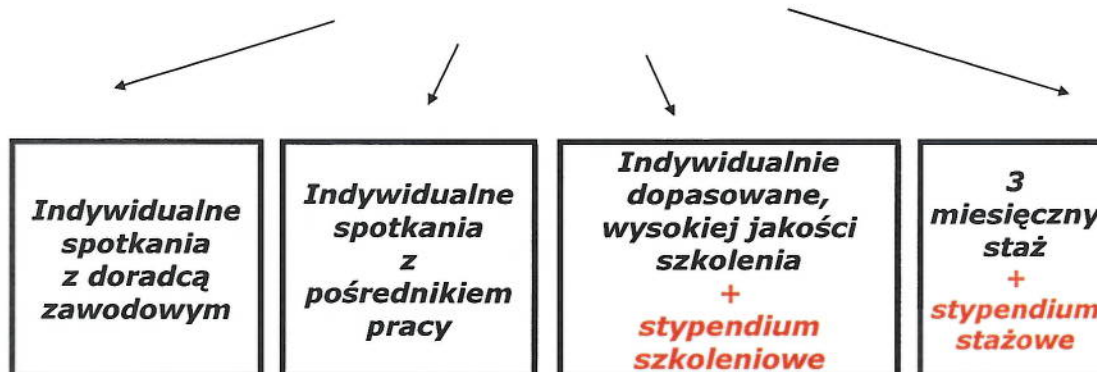 Indywidualne
spotkania
z doradcą
zawodowym
Indywidualne
spotkania
z
pośrednikiem
pracy
Indywidualnie
dopasowane,
wysokiej jakości
szkolenia
+
stypendium
szkoleniowe
3
miesięczny
staż
+
stypendium
stażowe